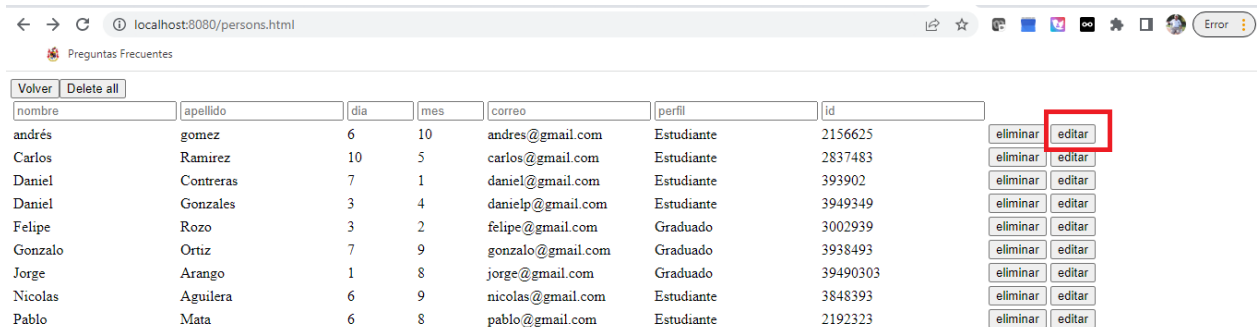 localhost:8080/persons.html Error
Preguntas Frecuentes
Volver Delete all
nombre apellido dia mes correo perfil id
andrés gomez 6 10 andres@gmail.com Estudiante 2156625 eliminar editar
Carlos Ramirez 10 5 carlos@gmail.com Estudiante 2837483 eliminar editar
Daniel Contreras 7 1 daniel@gmail.com Estudiante 393902 eliminar editar
Daniel Gonzales 3 4 danielp@gmail.com Estudiante 3949349 eliminar editar
Felipe Rozo 3 2 felipe@gmail.com Graduado 3002939 eliminar editar
Gonzalo Ortiz 7 9 gonzalo@gmail.com Graduado 3938493 eliminar editar
Jorge Arango 1 8 jorge@gmail.com Graduado 39490303 eliminar editar
Nicolas Aguilera 6 9 nicolas@gmail.com Estudiante 3848393 eliminar editar
Pablo Mata 6 8 pablo@gmail.com Estudiante 2192323 eliminar editar